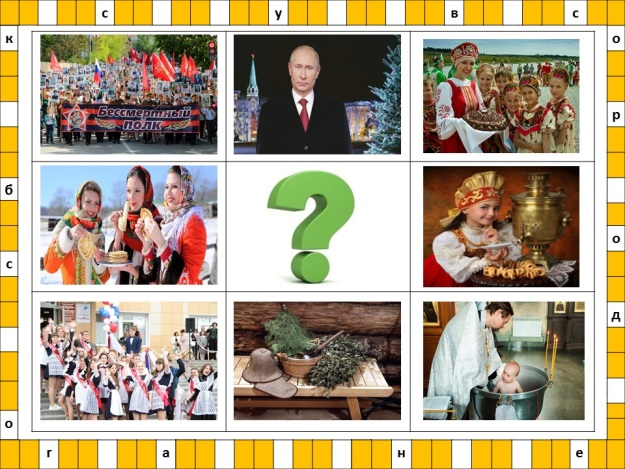 с у в с
к о
Бессмертный
полк
р
б
о
с
д
о
г а н е